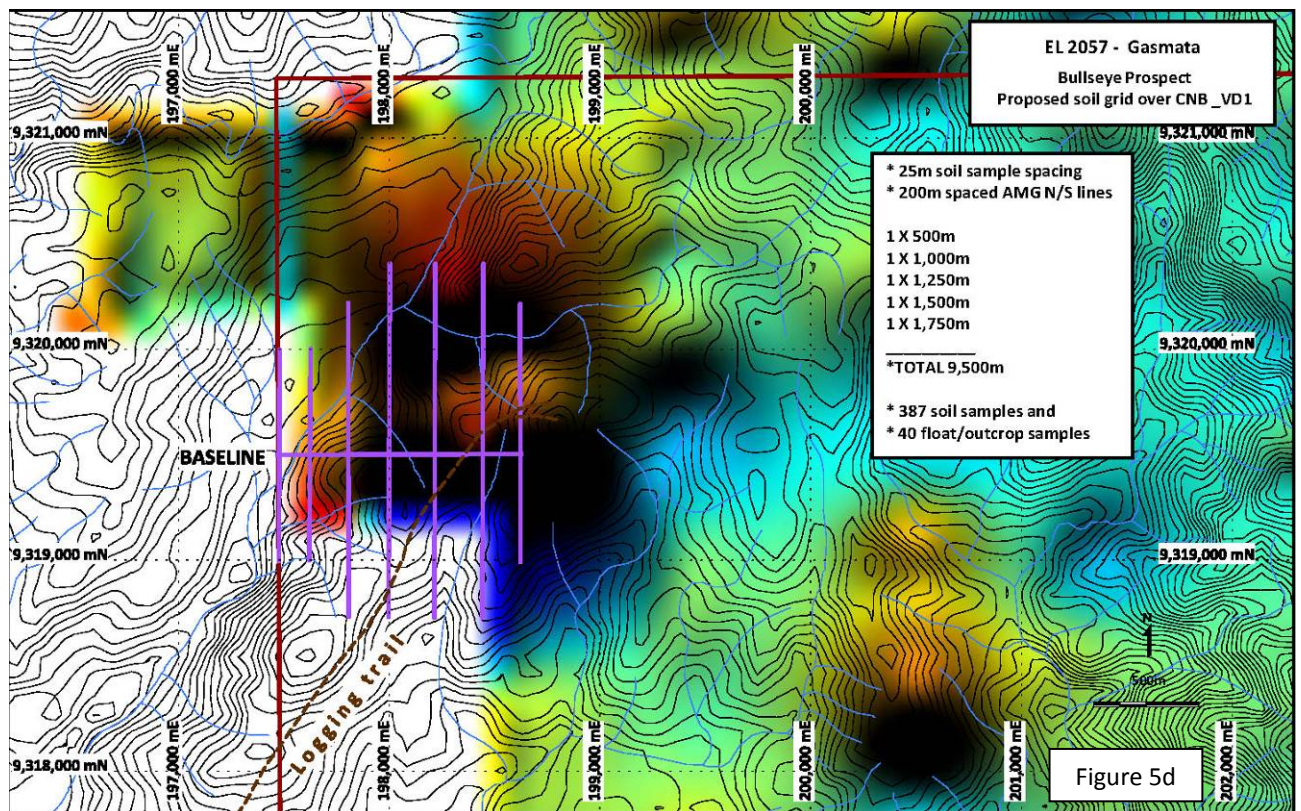 EL 2057 - Gasmata
Bullseye Prospect
Proposed soil grid over CNB _VD1
197,000 mE
198,000 mE
199,000 mE
200,000 mE
9,321,000 mN
9,321,000 mN
* 25m soil sample spacing
* 200m spaced AMG N/S lines
1 X 500m
1 X 1,000m
1 X 1,250m
1 X 1,500m
1 X 1,750m
*TOTAL 9,500m
* 387 soil samples and
* 40 float/outcrop samples
9,320,000 mN
9,320,000 mN
BASELINE
9,319,000 mN
9,319,000 mN
Logging trail
N
500m
9,318,000 mN
197,000 mE
198,000 mE
199,000 mE
200,000 mE
201,000 mE
202,000 mE
Figure 5d